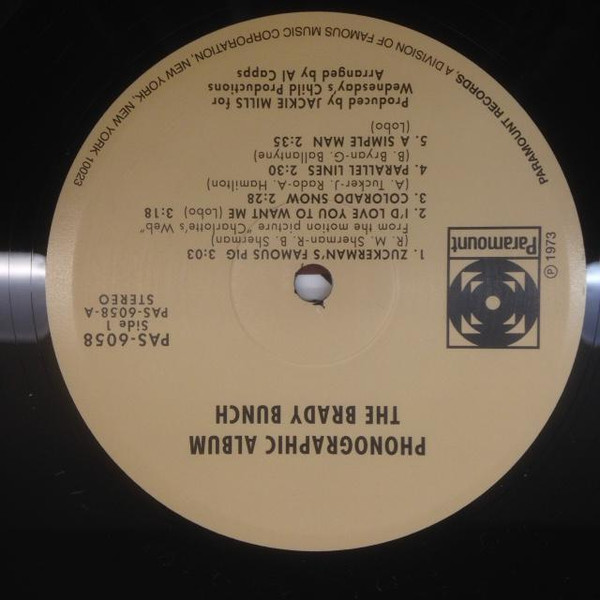 PHONOGRAPHIC ALBUM
THE BRADY BUNCH
PAS-6058
Side 1
PAS-6058-A
STEREO
Paramount
Ⓟ 1973
1. ZUCKERMAN'S FAMOUS PIG 3:03
(R. M. Sherman-R. B. Sherman)
From the motion picture "Charlotte's Web"
2. I'D LOVE YOU TO WANT ME (Lobo) 3:18
3. COLORADO SNOW 2:28
(A. Tucker-J. Rodo-A. Hamilton)
4. PARALLEL LINES 2:30
(B. D. Bryan-G. Ballantyne)
5. A SIMPLE MAN 2:35
(Lobo)
Produced by JACKIE MILLS for
Wednesday's Child Productions
Arranged by Al Capps
PARAMOUNT RECORDS, A DIVISION OF FAMOUS MUSIC CORPORATION, NEW YORK, NEW YORK 10023